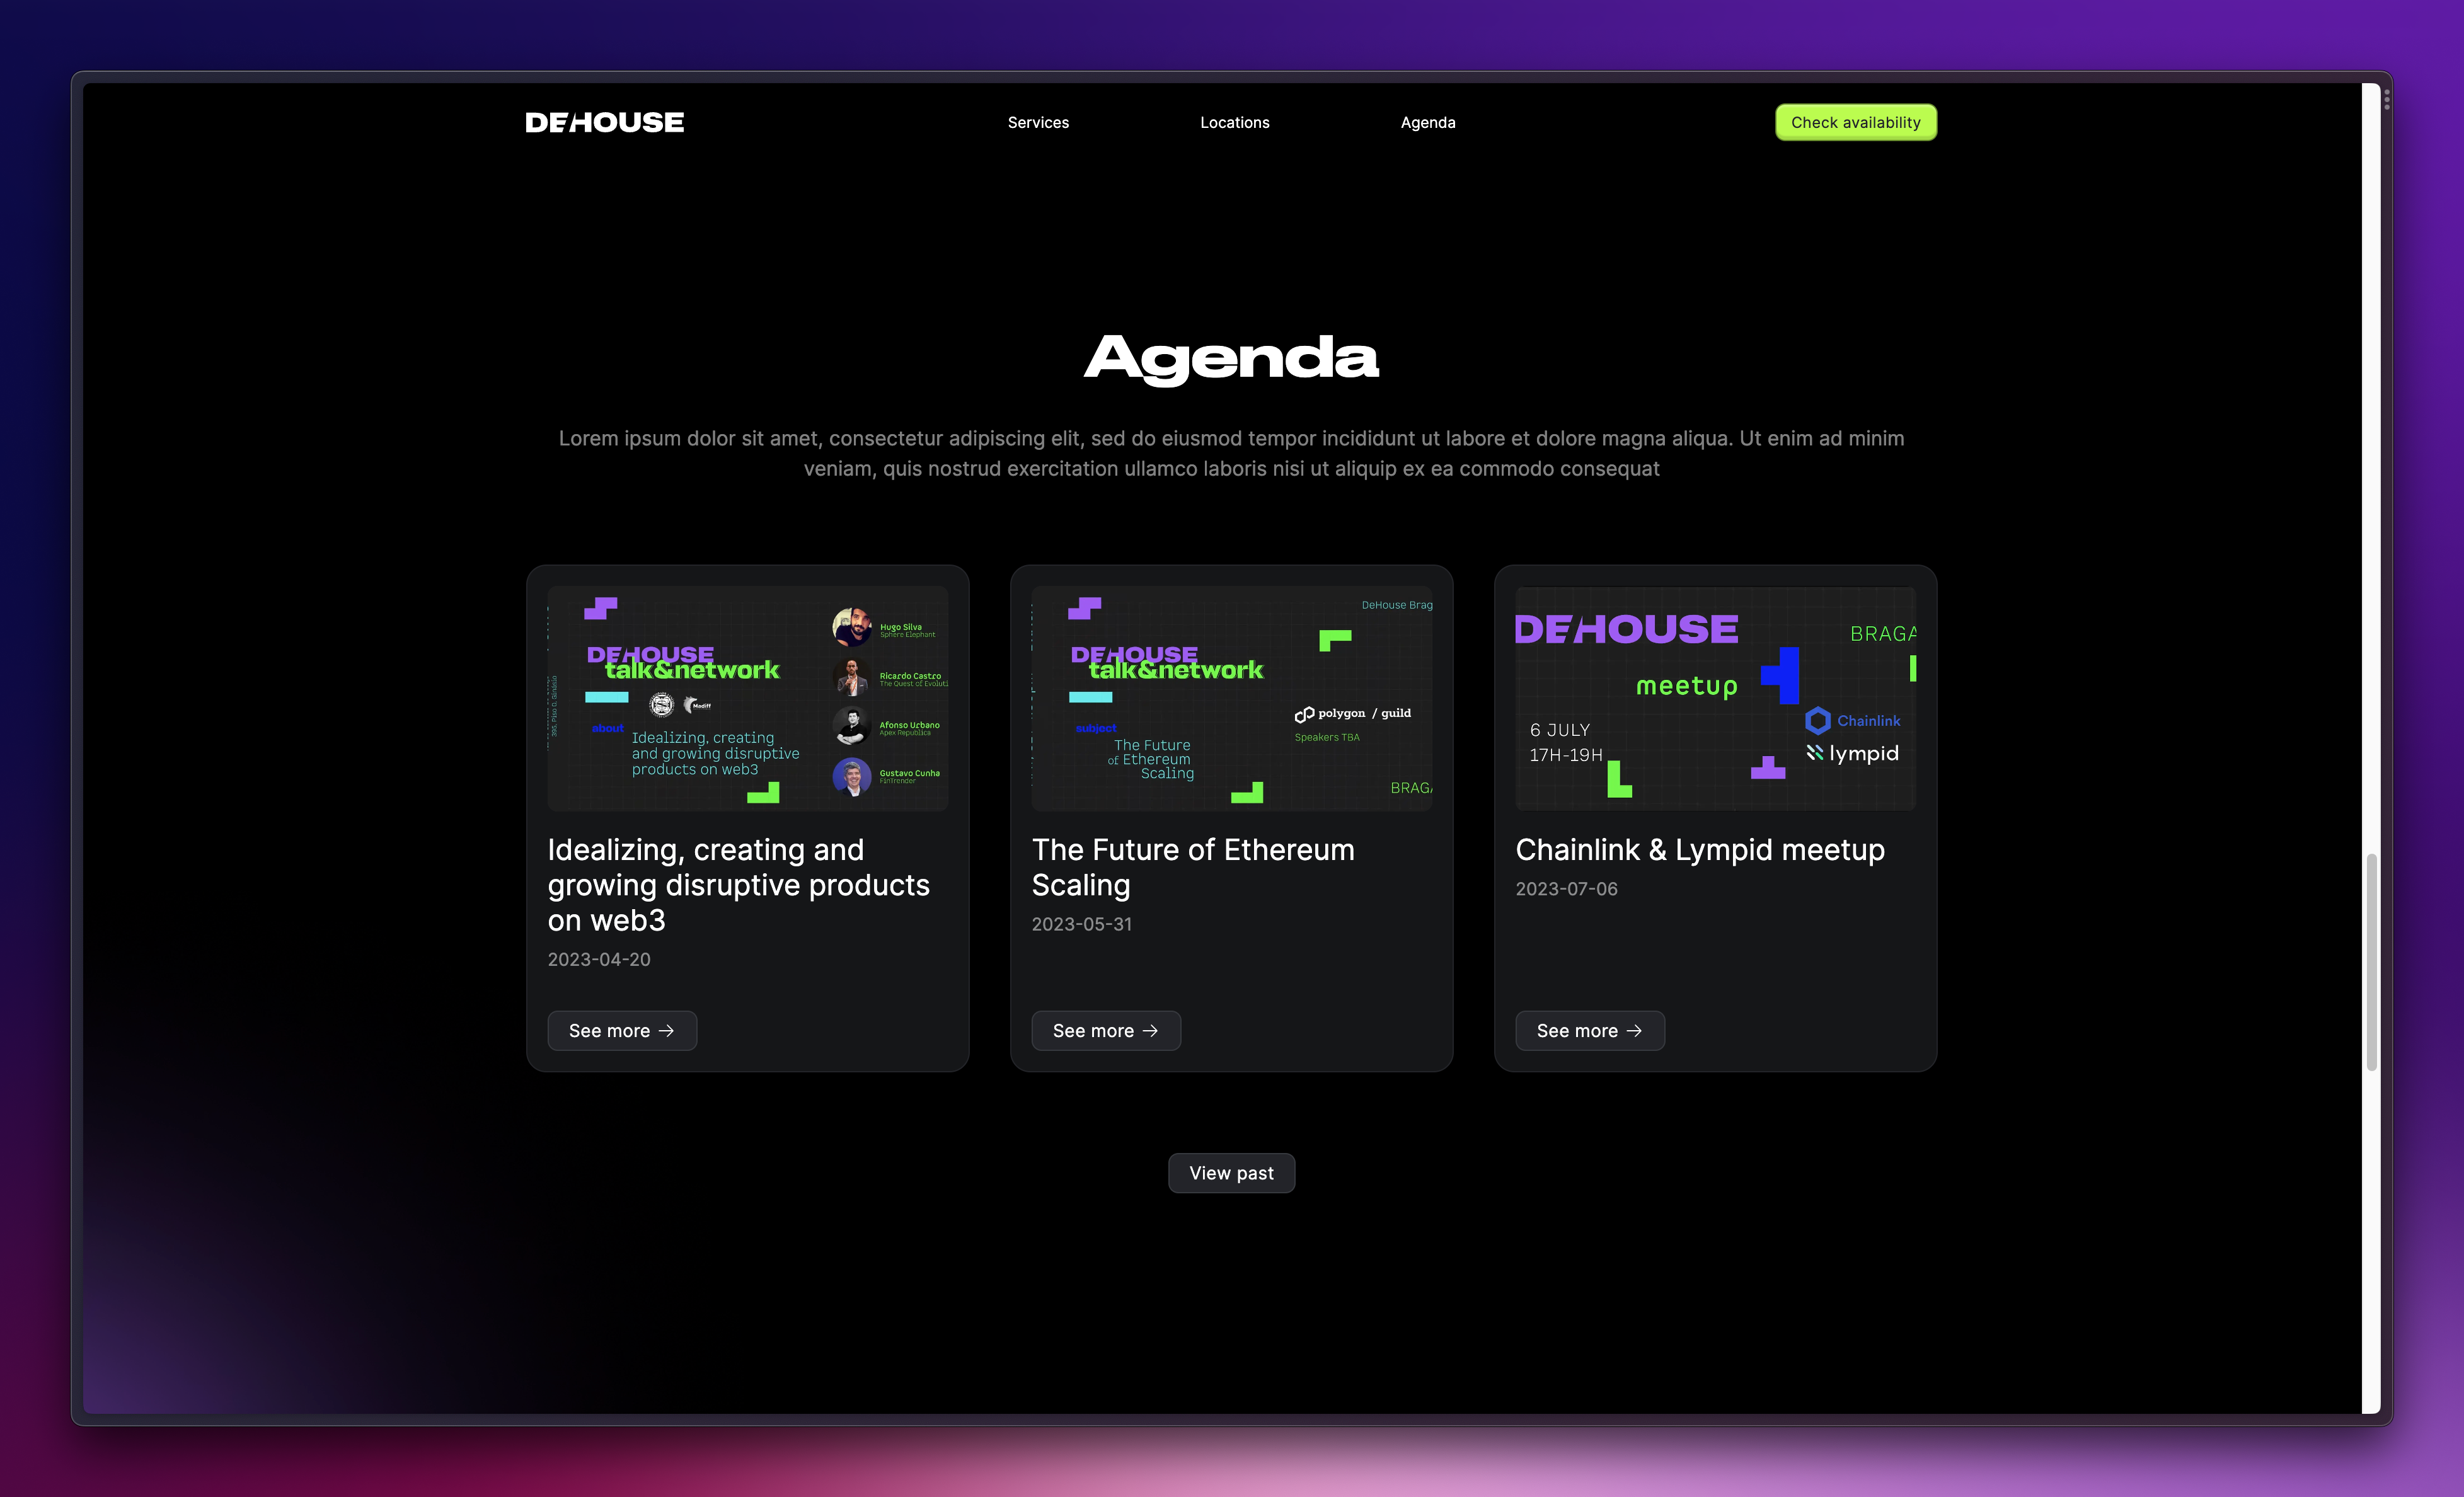 DEHOUSE
Services
Locations
Agenda
Check availability
Agenda
Lorem ipsum dolor sit amet, consectetur adipiscing elit, sed do eiusmod tempor incididunt ut labore et dolore magna aliqua. Ut enim ad minim
veniam, quis nostrud exercitation ullamco laboris nisi ut aliquip ex ea commodo consequat
DEHOUSE
talk&network
Madiff
about
Idealizing, creating
and growing disruptive
products on web3
Hugo Silva
Sphere Elephant
Ricardo Castro
The Quest of Evoluti
Afonso Urbano
Apex Republica
Gustavo Cunha
FinTrender
Idealizing, creating and
growing disruptive products
on web3
2023-04-20
See more →
DeHouse Brag
DEHOUSE
talk&network
subject
The Future
of Ethereum
Scaling
polygon / guild
Speakers TBA
BRAGA
The Future of Ethereum
Scaling
2023-05-31
See more →
DEHOUSE
BRAGA
meetup
6 JULY
17H-19H
Chainlink
lympid
Chainlink & Lympid meetup
2023-07-06
See more →
View past